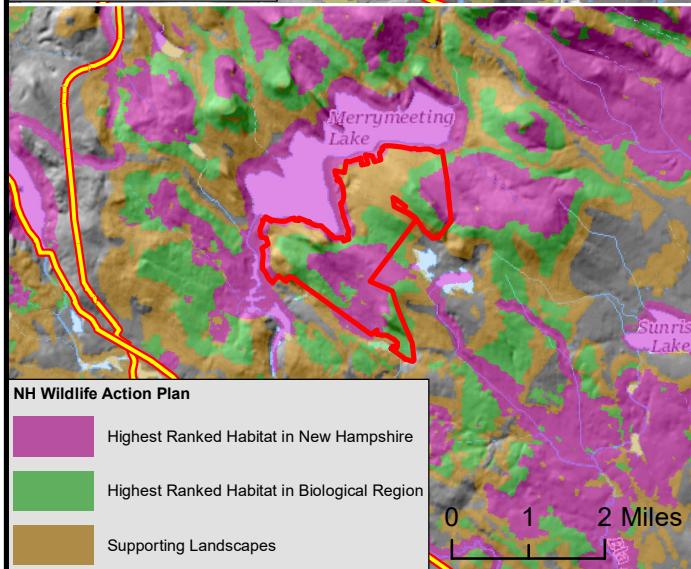 Merrymeeting
Lake
Sunris
Lake
NH Wildlife Action Plan
Highest Ranked Habitat in New Hampshire
Highest Ranked Habitat in Biological Region
Supporting Landscapes
0 1 2 Miles